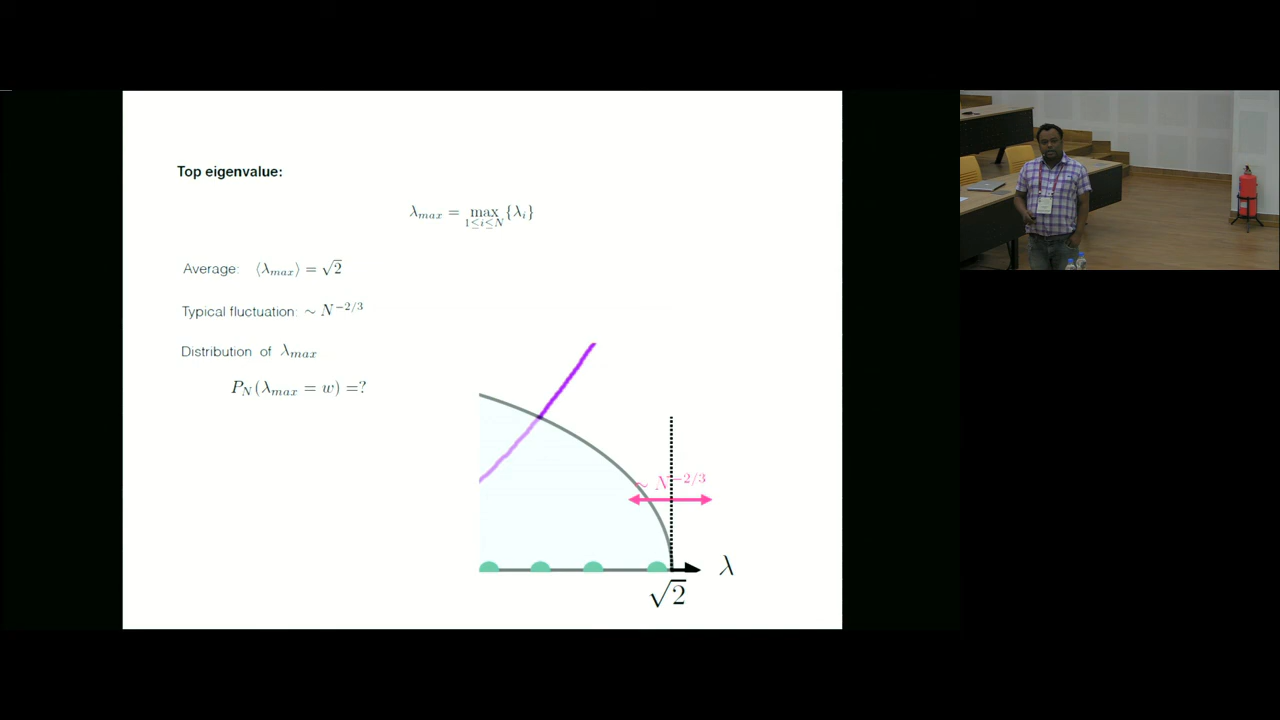 Top eigenvalue:
λ_max = max_{1≤i≤N} {λ_i}
Average: ⟨λ_max⟩ = √2
Typical fluctuation: ~ N^{-2/3}
Distribution of λ_max
P_N(λ_max = w) =?
~ N^{-2/3}
λ
√2